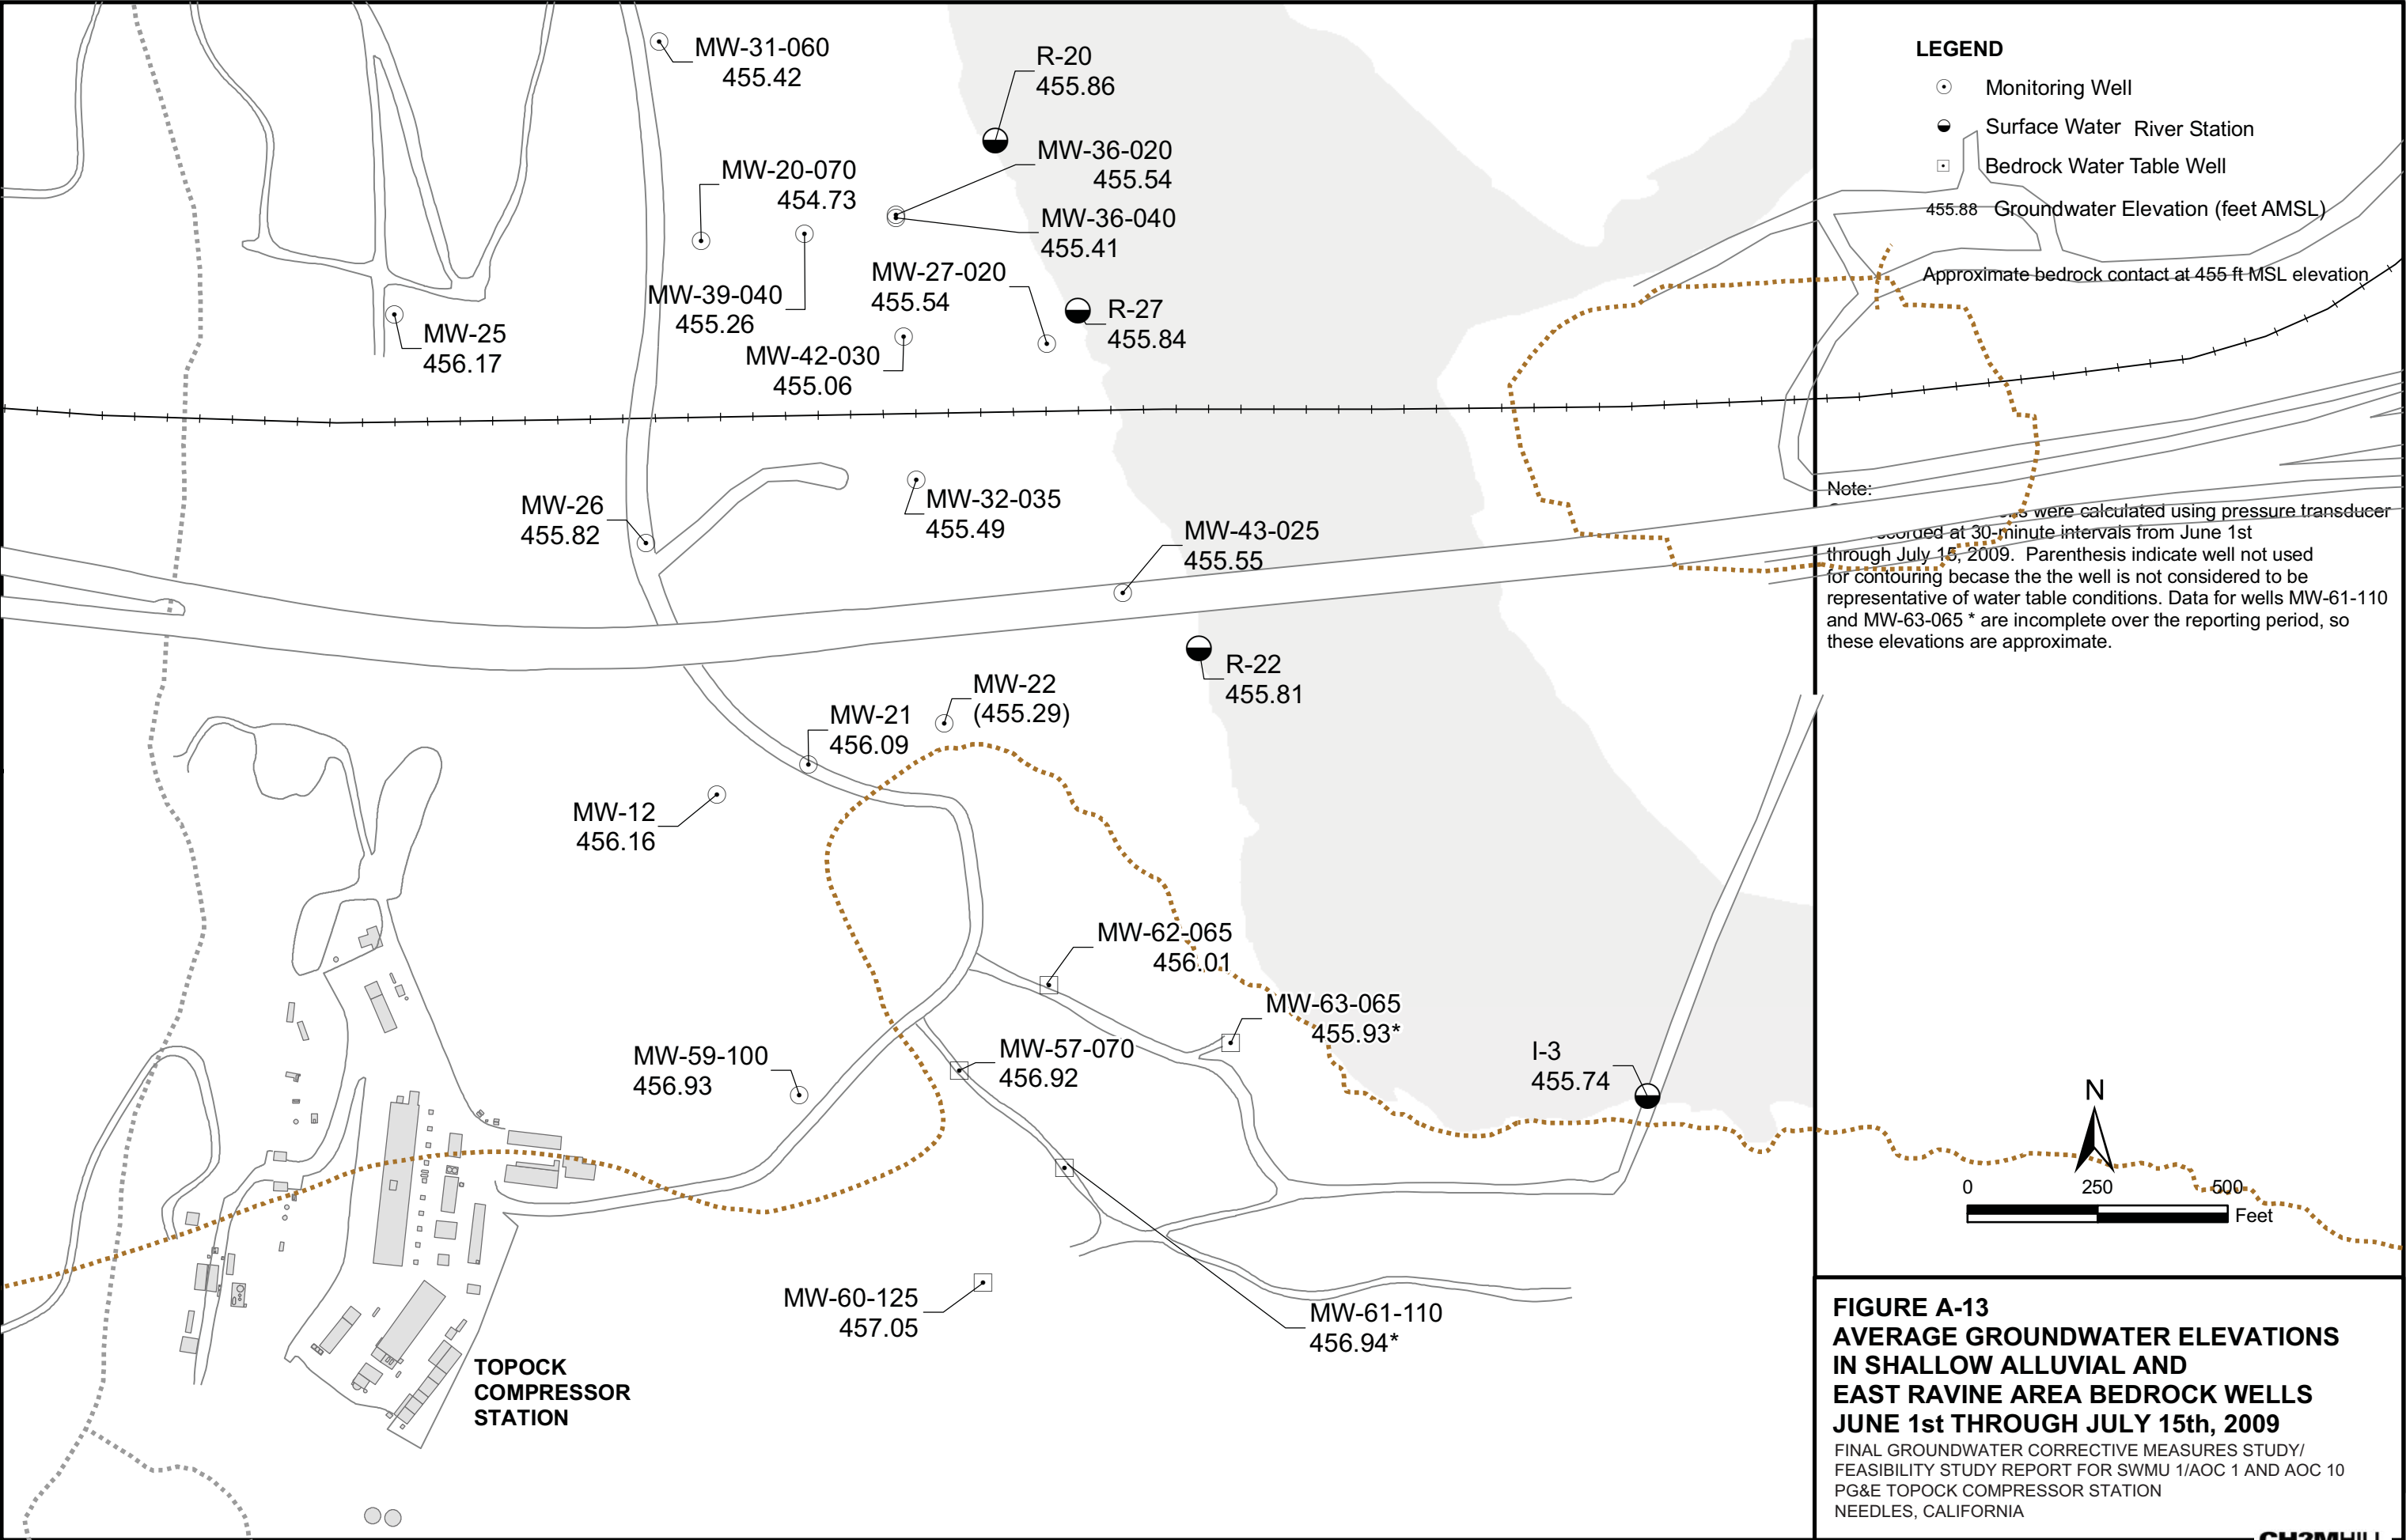 MW-31-060
455.42
R-20
455.86
MW-36-020
455.54
MW-20-070
454.73
MW-36-040
455.41
MW-27-020
455.54
MW-39-040
455.26
R-27
455.84
MW-25
456.17
MW-42-030
455.06
MW-26
455.82
MW-32-035
455.49
MW-43-025
455.55
R-22
455.81
MW-22
(455.29)
MW-21
456.09
MW-12
456.16
MW-62-065
456.01
MW-63-065
455.93*
MW-59-100
456.93
MW-57-070
456.92
I-3
455.74
MW-60-125
457.05
MW-61-110
456.94*
TOPOCK
COMPRESSOR
STATION
LEGEND
Monitoring Well
Surface Water River Station
Bedrock Water Table Well
455.88 Groundwater Elevation (feet AMSL)
Approximate bedrock contact at 455 ft MSL elevation
Note:
were calculated using pressure transducer
at 30-minute intervals from June 1st
through July 15, 2009. Parenthesis indicate well not used
for contouring becase the the well is not considered to be
representative of water table conditions. Data for wells MW-61-110
and MW-63-065 * are incomplete over the reporting period, so
these elevations are approximate.
N
0 250 500
Feet
FIGURE A-13
AVERAGE GROUNDWATER ELEVATIONS
IN SHALLOW ALLUVIAL AND
EAST RAVINE AREA BEDROCK WELLS
JUNE 1st THROUGH JULY 15th, 2009
FINAL GROUNDWATER CORRECTIVE MEASURES STUDY/
FEASIBILITY STUDY REPORT FOR SWMU 1/AOC 1 AND AOC 10
PG&E TOPOCK COMPRESSOR STATION
NEEDLES, CALIFORNIA
CH2MHILL